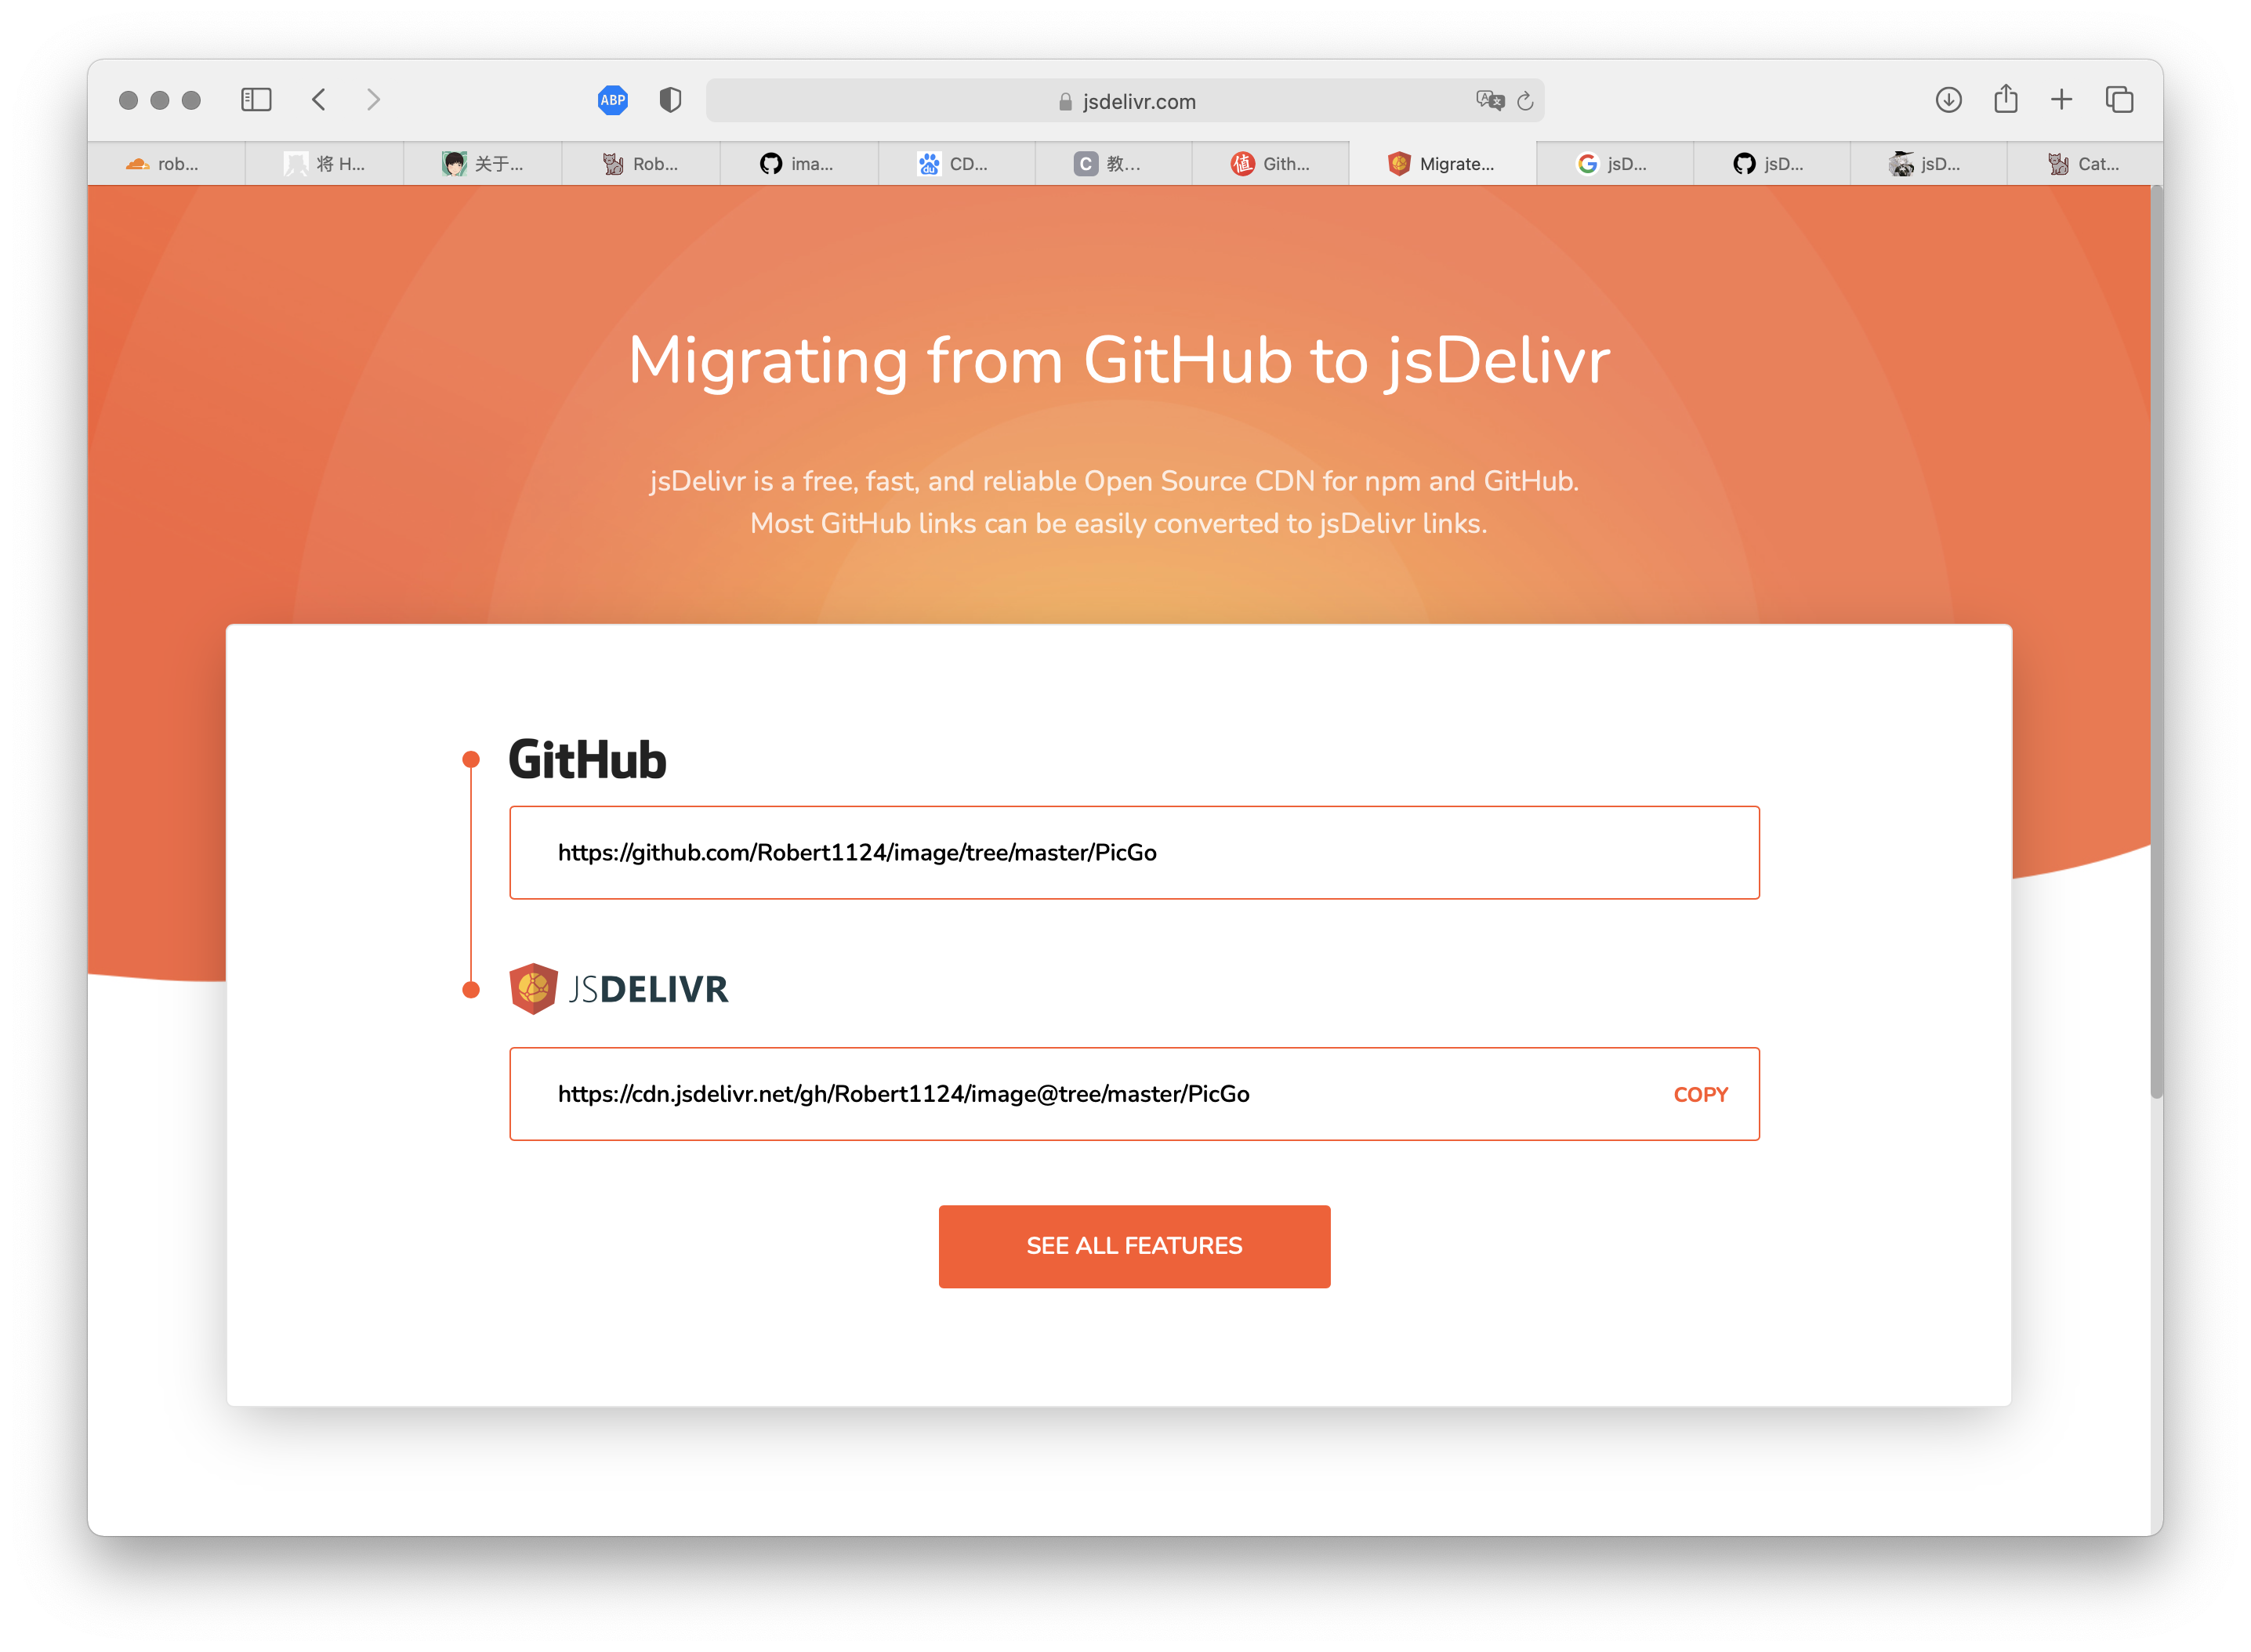 ABP
jsdelivr.com
rob...
将 H...
关于...
Rob...
ima...
du
CD...
C
教...
值
Gith...
Migrate...
jsD...
jsD...
jsD...
Cat...
Migrating from GitHub to jsDelivr
jsDelivr is a free, fast, and reliable Open Source CDN for npm and GitHub.
Most GitHub links can be easily converted to jsDelivr links.
GitHub
https://github.com/Robert1124/image/tree/master/PicGo
JSDELIVR
https://cdn.jsdelivr.net/gh/Robert1124/image@tree/master/PicGo
COPY
SEE ALL FEATURES